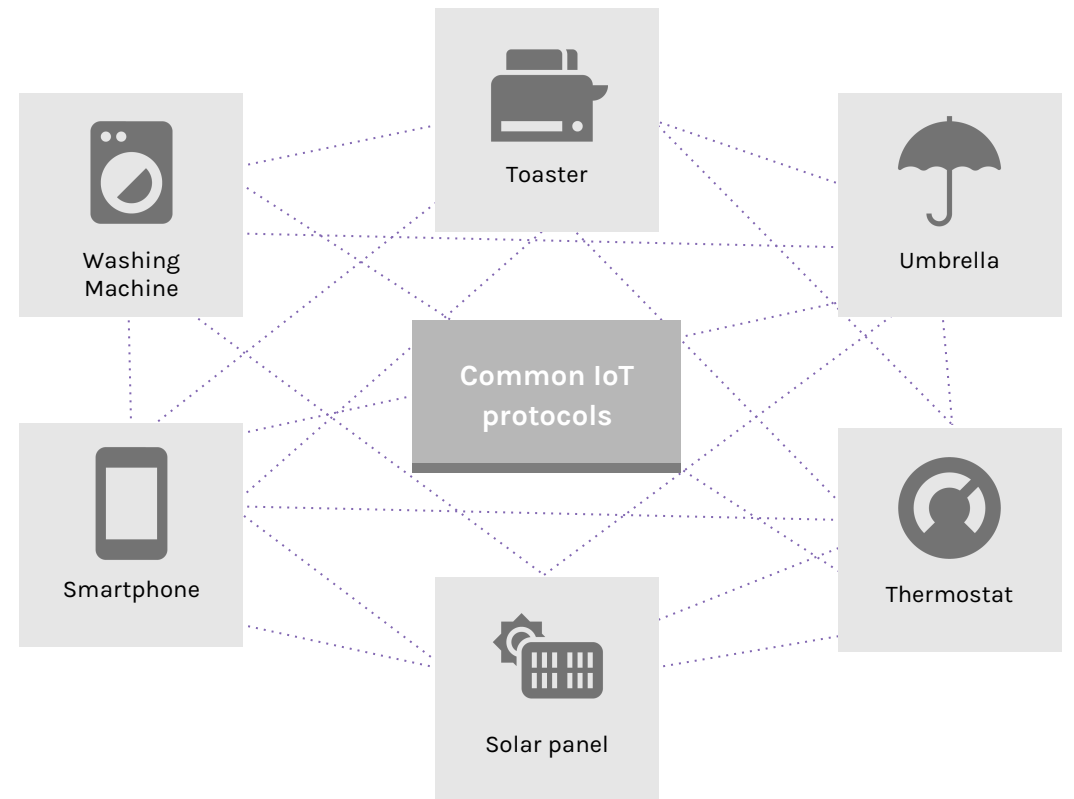 Toaster
Washing
Machine
Umbrella
Common IoT
protocols
Smartphone
Thermostat
Solar panel